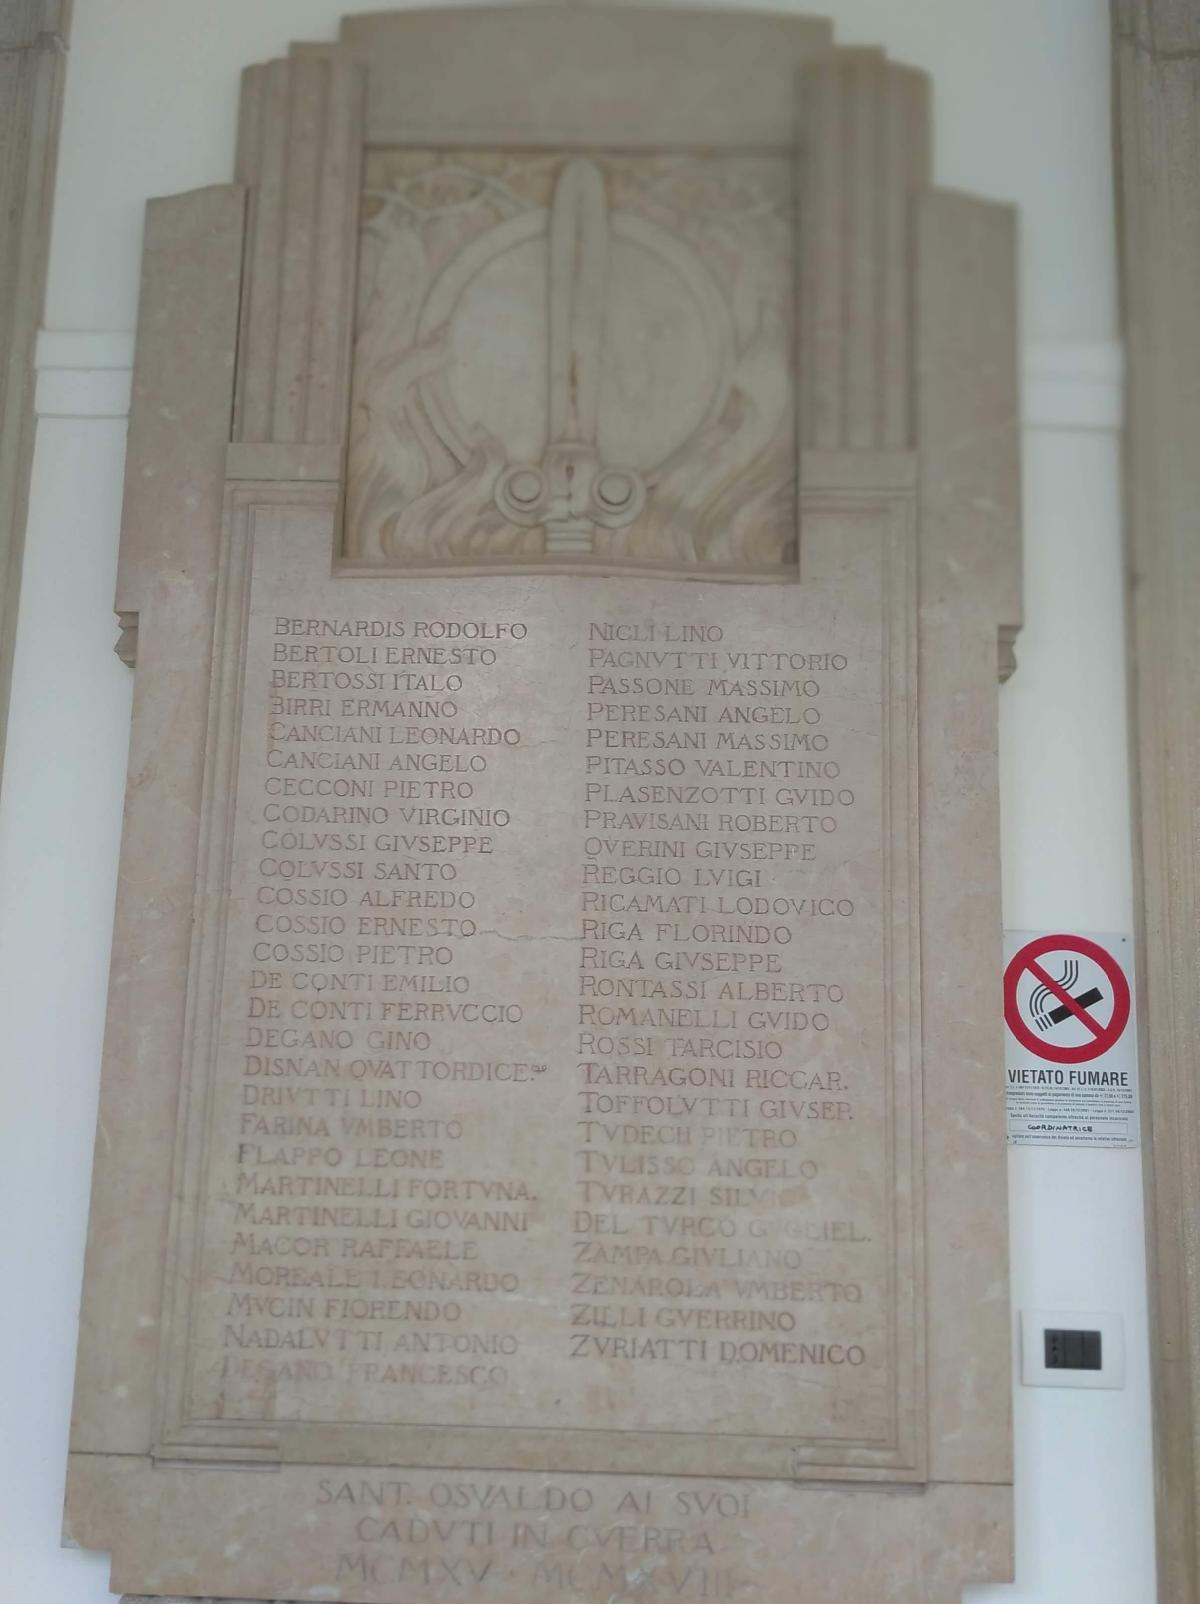 BERNARDIS RODOLFO
BERTOLI ERNESTO
BERTOSSI ITALO
BIRRI ERMANNO
CANCIANI LEONARDO
CANCIANI ANGELO
CECCONI PIETRO
CODARINO VIRGINIO
COLVSSI GIVSEPPE
COLVSSI SANTO
COSSIO ALFREDO
COSSIO ERNESTO
COSSIO PIETRO
DE CONTI EMILIO
DE CONTI FERRVCCIO
DEGANO GINO
DISNAN QVATTORDICE.º
DRIVTTI LINO
FARINA ALBERTO
FLAPPO LEONE
MARTINELLI FORTVNA.
MARTINELLI GIOVANNI
MACOR RAFFAELE
MOREALE LEONARDO
MVCIN FIORENDO
NADALVTTI ANTONIO
DEGANO FRANCESCO
NICLI LINO
PAGNVTTI VITTORIO
PASSONE MASSIMO
PERESANI ANGELO
PERESANI MASSIMO
PITASSO VALENTINO
PLASENZOTTI GVIDO
PRAVISANI ROBERTO
QVERINI GIVSEPPE
REGGIO LVIGI
RICAMATI LODOVICO
RIGA FLORINDO
RIGA GIVSEPPE
RONTASSI ALBERTO
ROMANELLI GVIDO
ROSSI TARCISIO
TARRAGONI RICCAR.
TOFFOLVTTI GIVSEP.
TVDECH PIETRO
TVLISSO ANGELO
TVRAZZI SILVIO
DEL TVRCO GVGLIEL.
ZAMPA GIVLIANO
ZENAROLA VMBERTO
ZILLI GVERRINO
ZVRIATTI DOMENICO
SANT. OSVALDO AI SVOI
CADVTI IN GVERRA
MCMXV · MCMXVIII
VIETATO FUMARE
COORDINATRICE